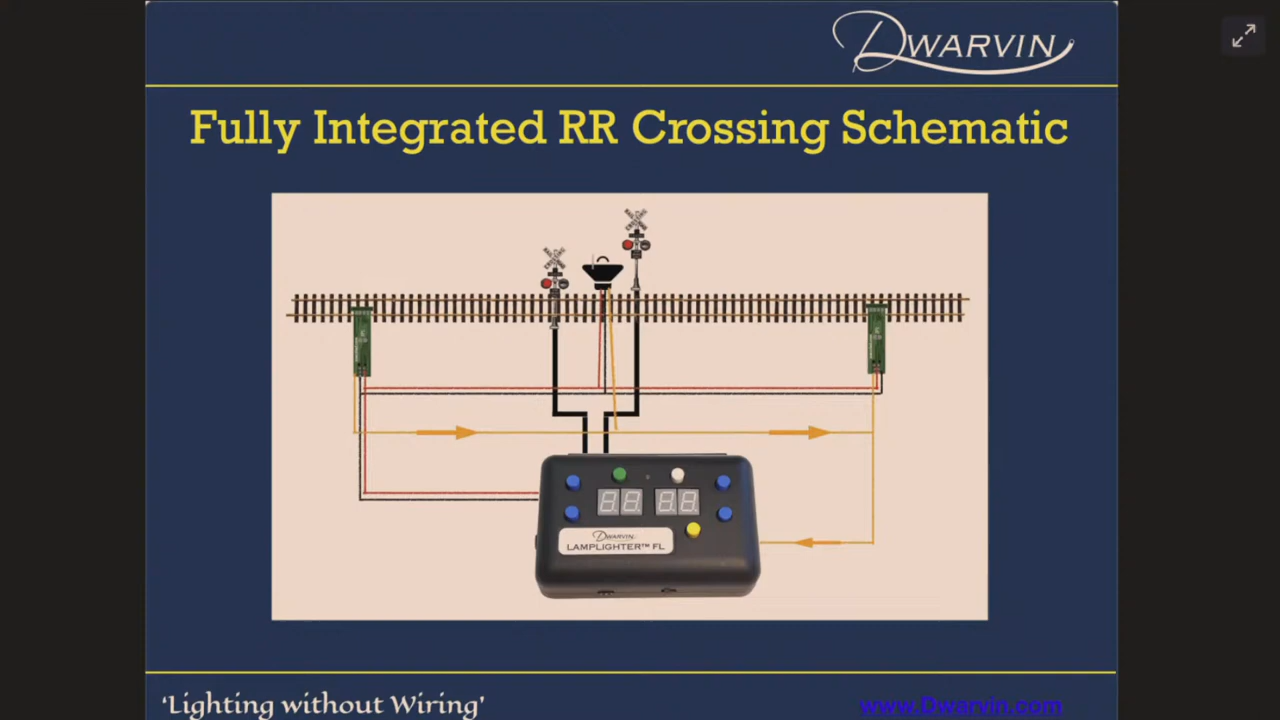 DWARVIN
Fully Integrated RR Crossing Schematic
DWARVIN
LAMPLIGHTER™ FL
'Lighting without Wiring'
www.Dwarvin.com